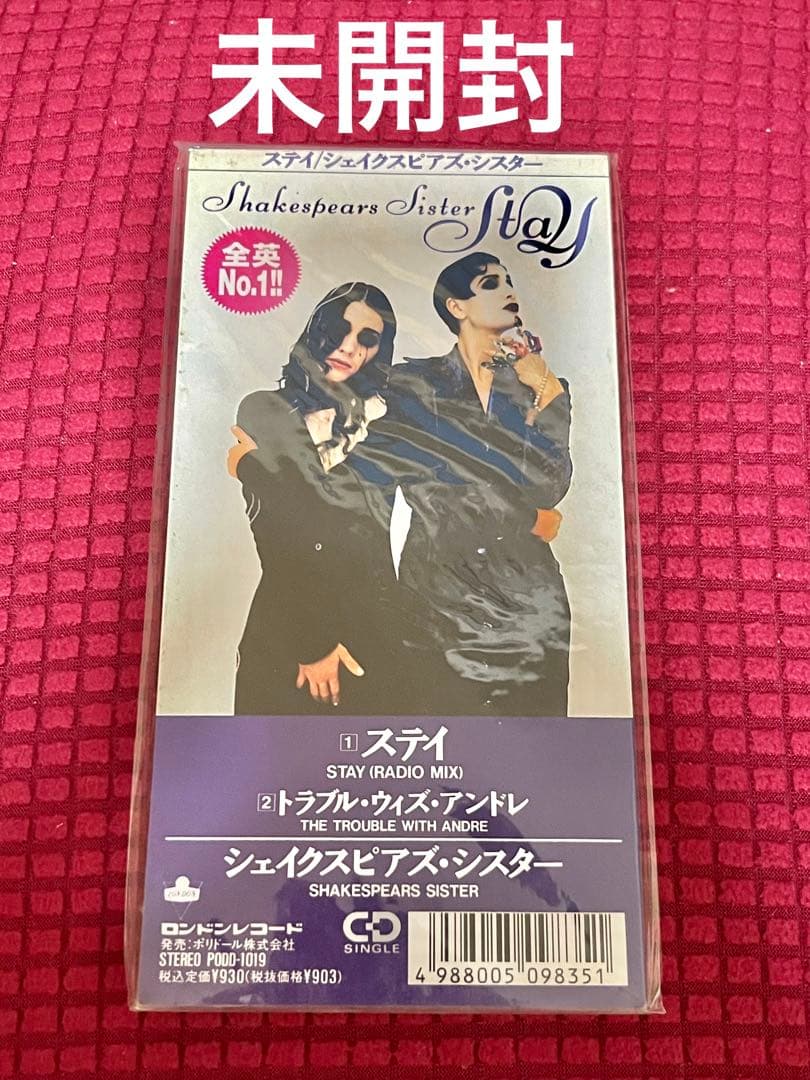 未開封
ステイ/シェイクスピアズ・シスター
Shakespears Sister Stay
全英
No.1!!
1 ステイ
STAY (RADIO MIX)
2 トラブル・ウィズ・アンドレ
THE TROUBLE WITH ANDRE
シェイクスピアズ・シスター
SHAKESPEARS SISTER
LONDON
ロンドンレコード
発売:ポリドール株式会社
STEREO PODD-1019
税込定価¥930(税抜価格¥903)
CD
SINGLE
4 988005 098351